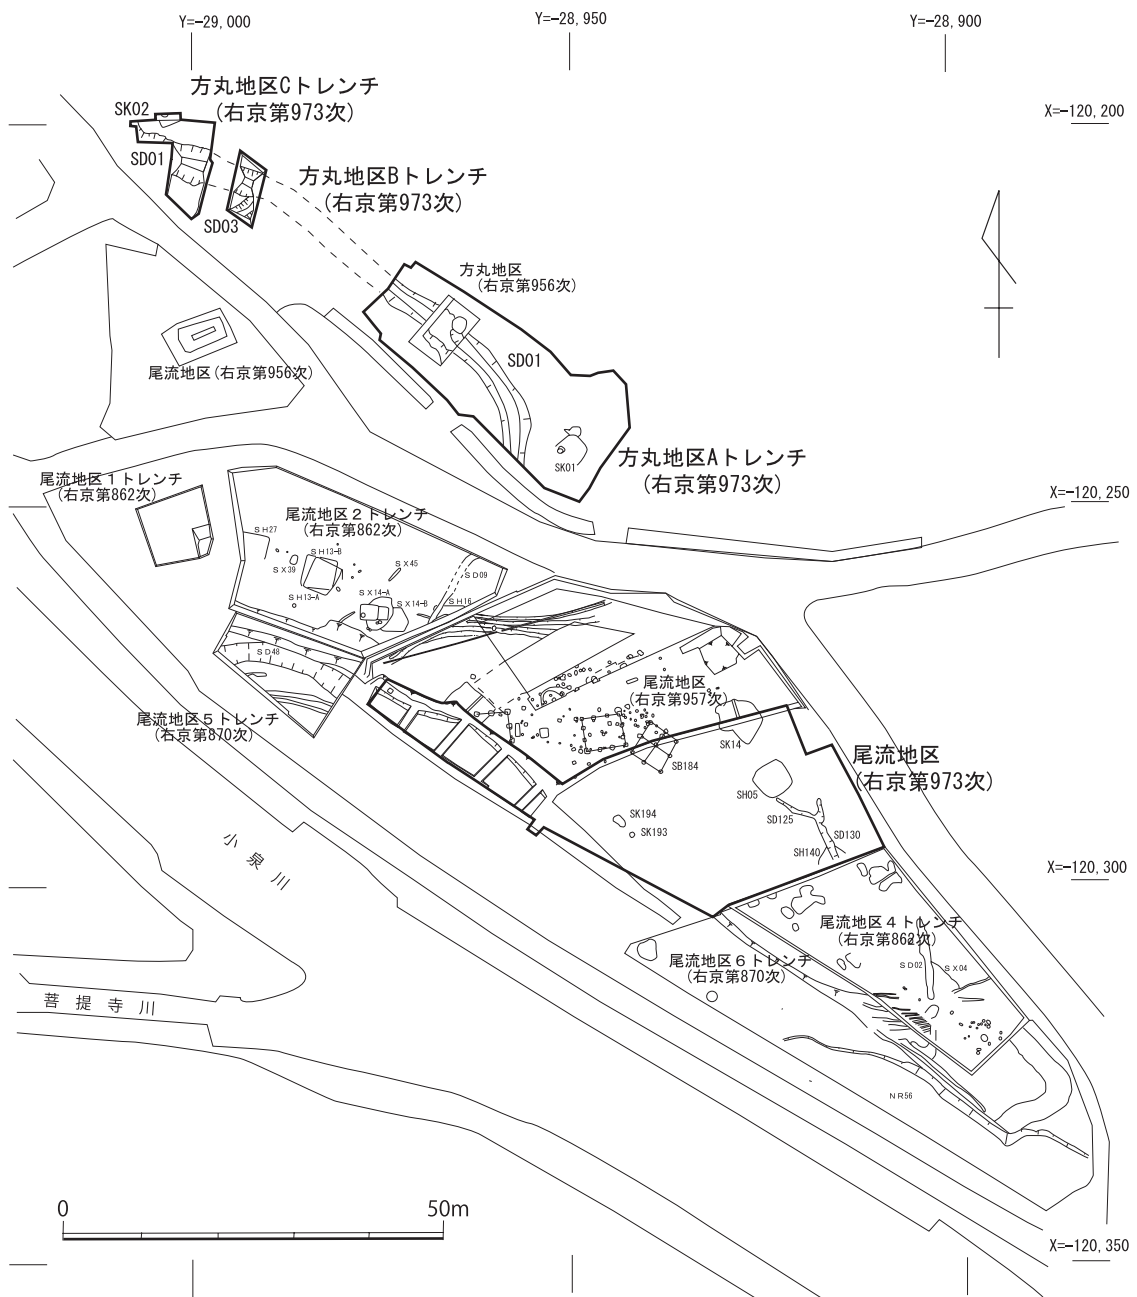 Y=-29,000
Y=-28,950
Y=-28,900
X=-120,200
方丸地区Cトレンチ
(右京第973次)
SK02
SD01
方丸地区Bトレンチ
(右京第973次)
SD03
方丸地区
(右京第956次)
SD01
尾流地区(右京第956次)
SK01
方丸地区Aトレンチ
(右京第973次)
X=-120,250
尾流地区1トレンチ
(右京第862次)
尾流地区2トレンチ
(右京第862次)
SH27
SH13-B
SX39
SX45
SD09
SH13-A
SX14-A
SX14-B
SH16
SD48
尾流地区5トレンチ
(右京第870次)
尾流地区
(右京第957次)
SK14
SB184
尾流地区
(右京第973次)
SH05
SK194
SK193
SD125
SD130
SH140
X=-120,300
小泉川
尾流地区4トレンチ
(右京第862次)
SD02
SX04
尾流地区6トレンチ
(右京第870次)
菩提寺川
NR56
0
50m
X=-120,350